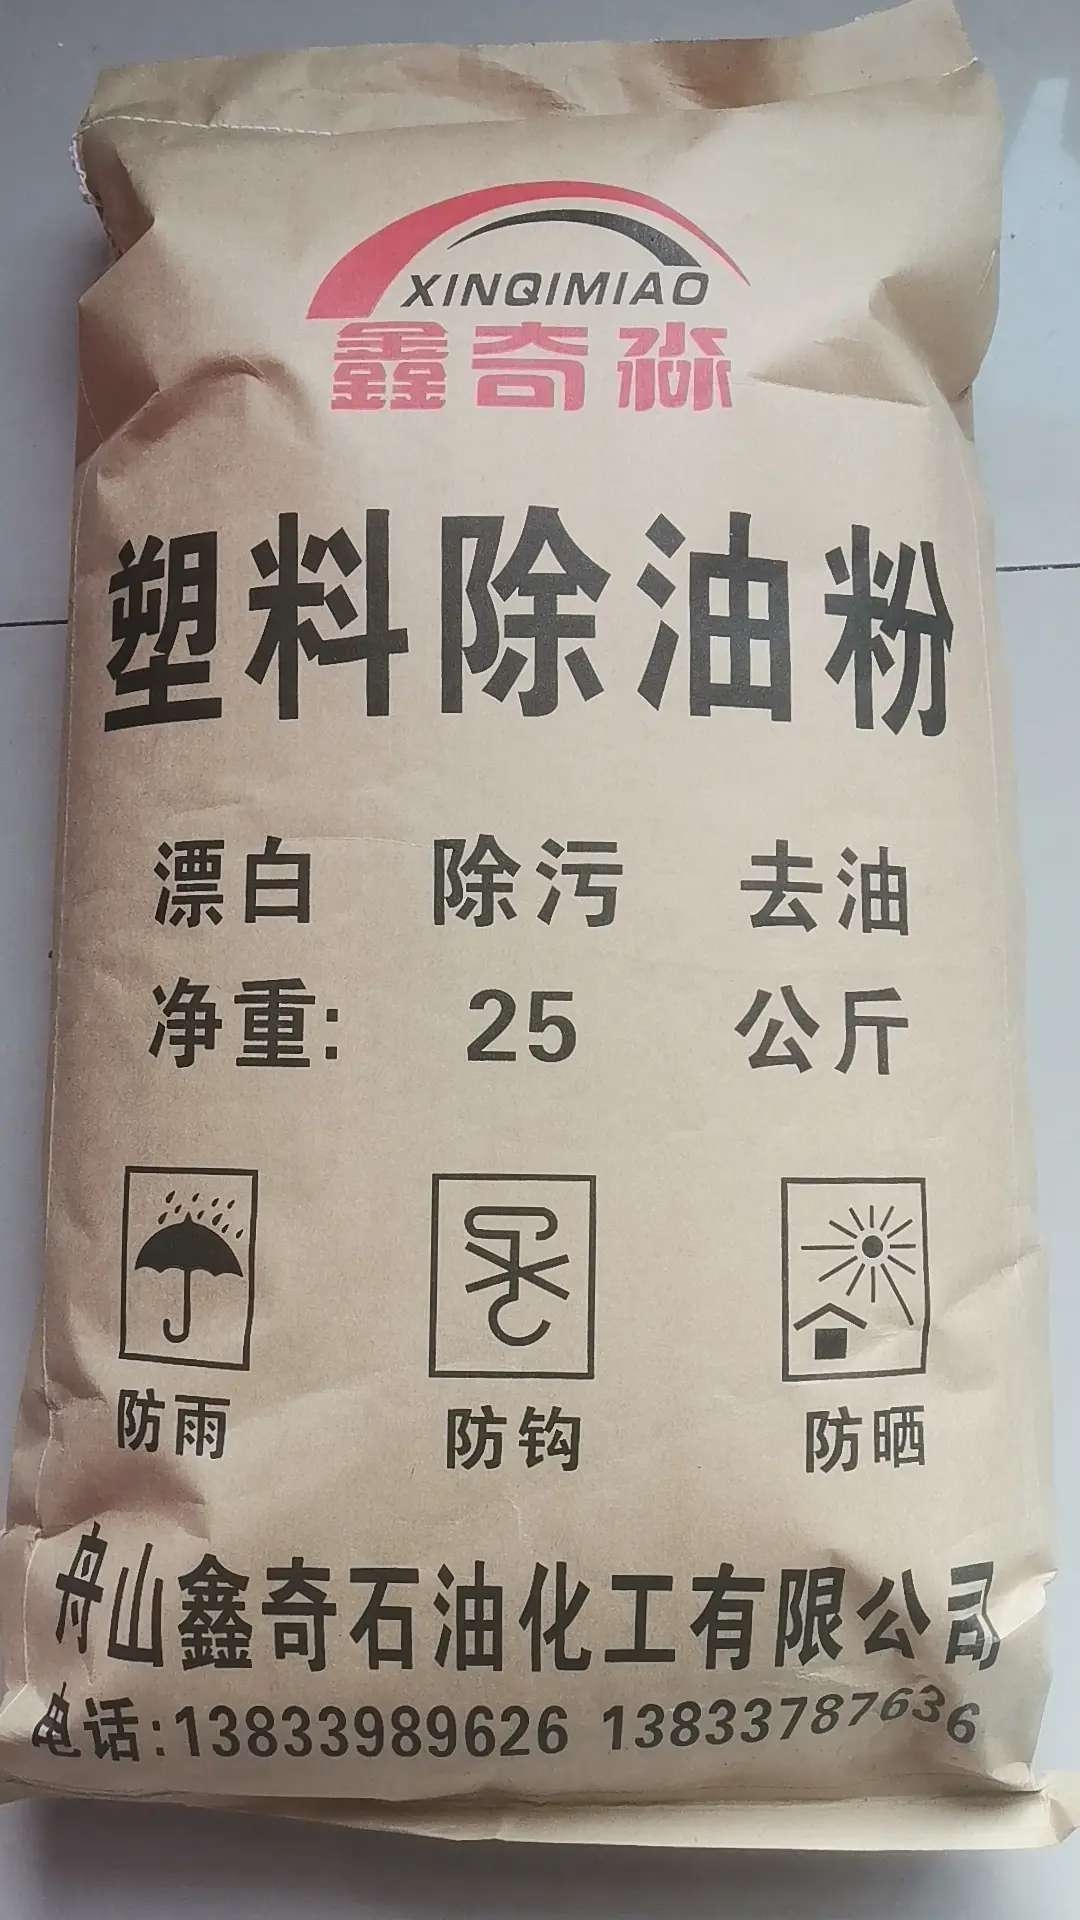 XINQIMIAO
鑫奇淼
塑料除油粉
漂白 除污 去油
净重: 25 公斤
防雨 防钩 防晒
舟山鑫奇石油化工有限公司
电话:13833989626 13833787636